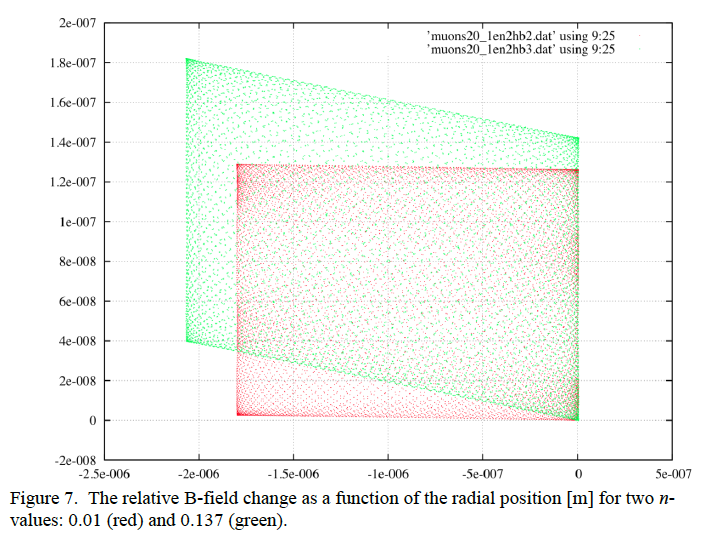 2e-007
'muons20_1en2hb2.dat' using 9:25
'muons20_1en2hb3.dat' using 9:25
1.8e-007
1.6e-007
1.4e-007
1.2e-007
1e-007
8e-008
6e-008
4e-008
2e-008
0
-2e-008
-2.5e-006 -2e-006 -1.5e-006 -1e-006 -5e-007 0 5e-007
Figure 7. The relative B-field change as a function of the radial position [m] for two n-
values: 0.01 (red) and 0.137 (green).